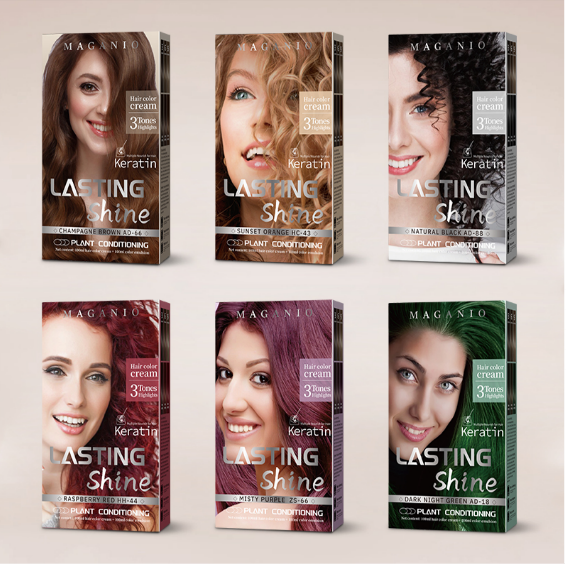 MAGANIO
Hair color
cream
3 Tones
Highlights
Keratin
LASTING
Shine
CHAMPAGNE BROWN AD-66
PLANT CONDITIONING
MAGANIO
Hair color
cream
3 Tones
Highlights
Keratin
LASTING
Shine
SUNSET ORANGE HC-43
PLANT CONDITIONING
MAGANIO
Hair color
cream
3 Tones
Highlights
Keratin
LASTING
Shine
NATURAL BLACK AD-88
PLANT CONDITIONING
MAGANIO
Hair color
cream
3 Tones
Highlights
Keratin
LASTING
Shine
RASPBERRY RED HH-44
PLANT CONDITIONING
MAGANIO
Hair color
cream
3 Tones
Highlights
Keratin
LASTING
Shine
MISTY PURPLE ZS-66
PLANT CONDITIONING
MAGANIO
Hair color
cream
3 Tones
Highlights
Keratin
LASTING
Shine
DARK NIGHT GREEN AD-18
PLANT CONDITIONING